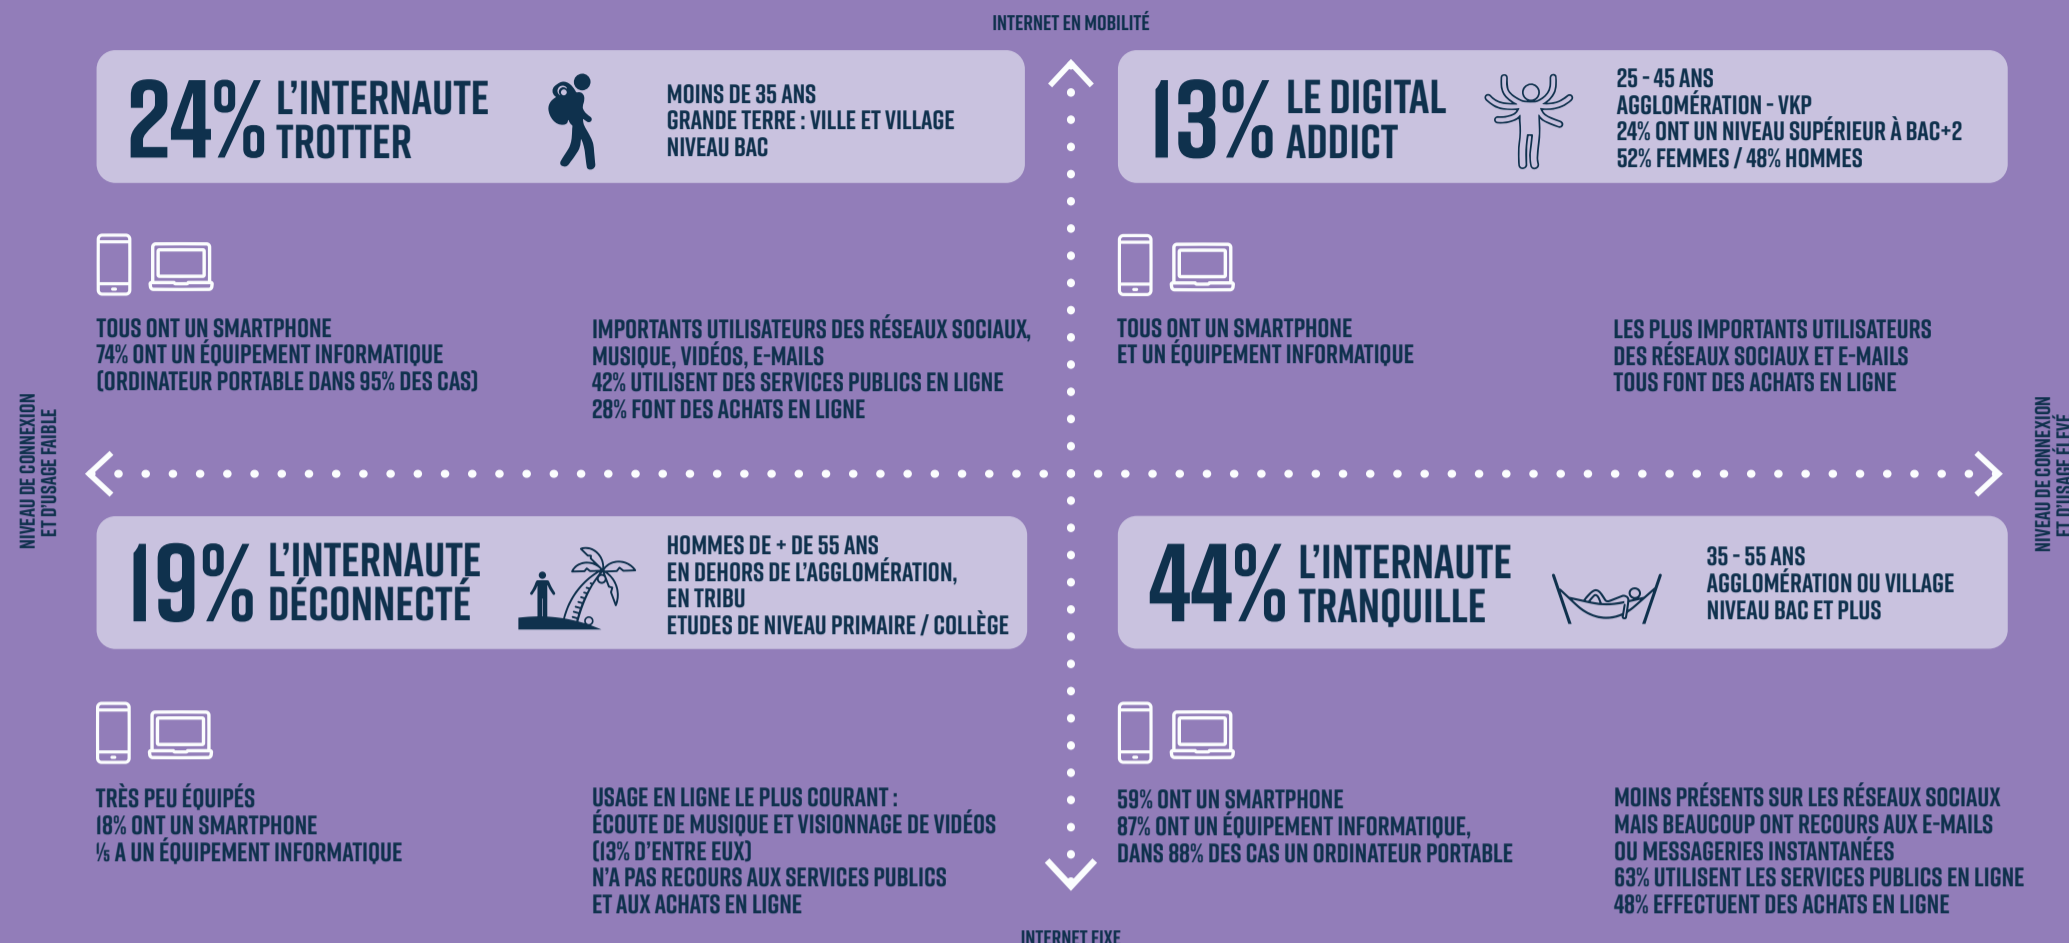 INTERNET EN MOBILITÉ
24% L'INTERNAUTE
TROTTER
MOINS DE 35 ANS
GRANDE TERRE : VILLE ET VILLAGE
NIVEAU BAC
13% LE DIGITAL
ADDICT
25 - 45 ANS
AGGLOMÉRATION - VKP
24% ONT UN NIVEAU SUPÉRIEUR À BAC+2
52% FEMMES / 48% HOMMES
TOUS ONT UN SMARTPHONE
74% ONT UN ÉQUIPEMENT INFORMATIQUE
(ORDINATEUR PORTABLE DANS 95% DES CAS)
IMPORTANTS UTILISATEURS DES RÉSEAUX SOCIAUX,
MUSIQUE, VIDÉOS, E-MAILS
42% UTILISENT DES SERVICES PUBLICS EN LIGNE
28% FONT DES ACHATS EN LIGNE
TOUS ONT UN SMARTPHONE
ET UN ÉQUIPEMENT INFORMATIQUE
LES PLUS IMPORTANTS UTILISATEURS
DES RÉSEAUX SOCIAUX ET E-MAILS
TOUS FONT DES ACHATS EN LIGNE
NIVEAU DE CONNEXION
ET D'USAGE FAIBLE
NIVEAU DE CONNEXION
ET D'USAGE ÉLEVÉ
19% L'INTERNAUTE
DÉCONNECTÉ
HOMMES DE + DE 55 ANS
EN DEHORS DE L'AGGLOMÉRATION,
EN TRIBU
ETUDES DE NIVEAU PRIMAIRE / COLLÈGE
44% L'INTERNAUTE
TRANQUILLE
35 - 55 ANS
AGGLOMÉRATION OU VILLAGE
NIVEAU BAC ET PLUS
TRÈS PEU ÉQUIPÉS
18% ONT UN SMARTPHONE
⅕ A UN ÉQUIPEMENT INFORMATIQUE
USAGE EN LIGNE LE PLUS COURANT :
ÉCOUTE DE MUSIQUE ET VISIONNAGE DE VIDÉOS
(13% D'ENTRE EUX)
N'A PAS RECOURS AUX SERVICES PUBLICS
ET AUX ACHATS EN LIGNE
59% ONT UN SMARTPHONE
87% ONT UN ÉQUIPEMENT INFORMATIQUE,
DANS 88% DES CAS UN ORDINATEUR PORTABLE
MOINS PRÉSENTS SUR LES RÉSEAUX SOCIAUX
MAIS BEAUCOUP ONT RECOURS AUX E-MAILS
OU MESSAGERIES INSTANTANÉES
63% UTILISENT LES SERVICES PUBLICS EN LIGNE
48% EFFECTUENT DES ACHATS EN LIGNE
INTERNET FIXE